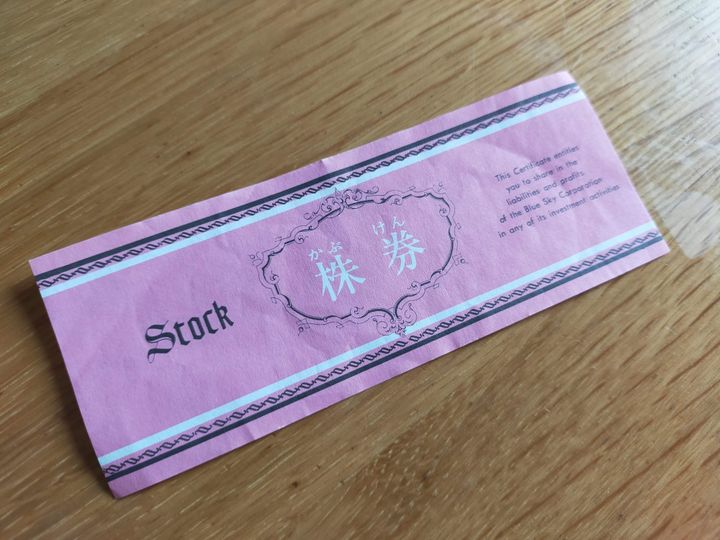 Stock
かぶ けん
株券
This Certificate entities
you to share in the
liabilities and profits
of the Blue Sky Corporation
in any of its investment activities